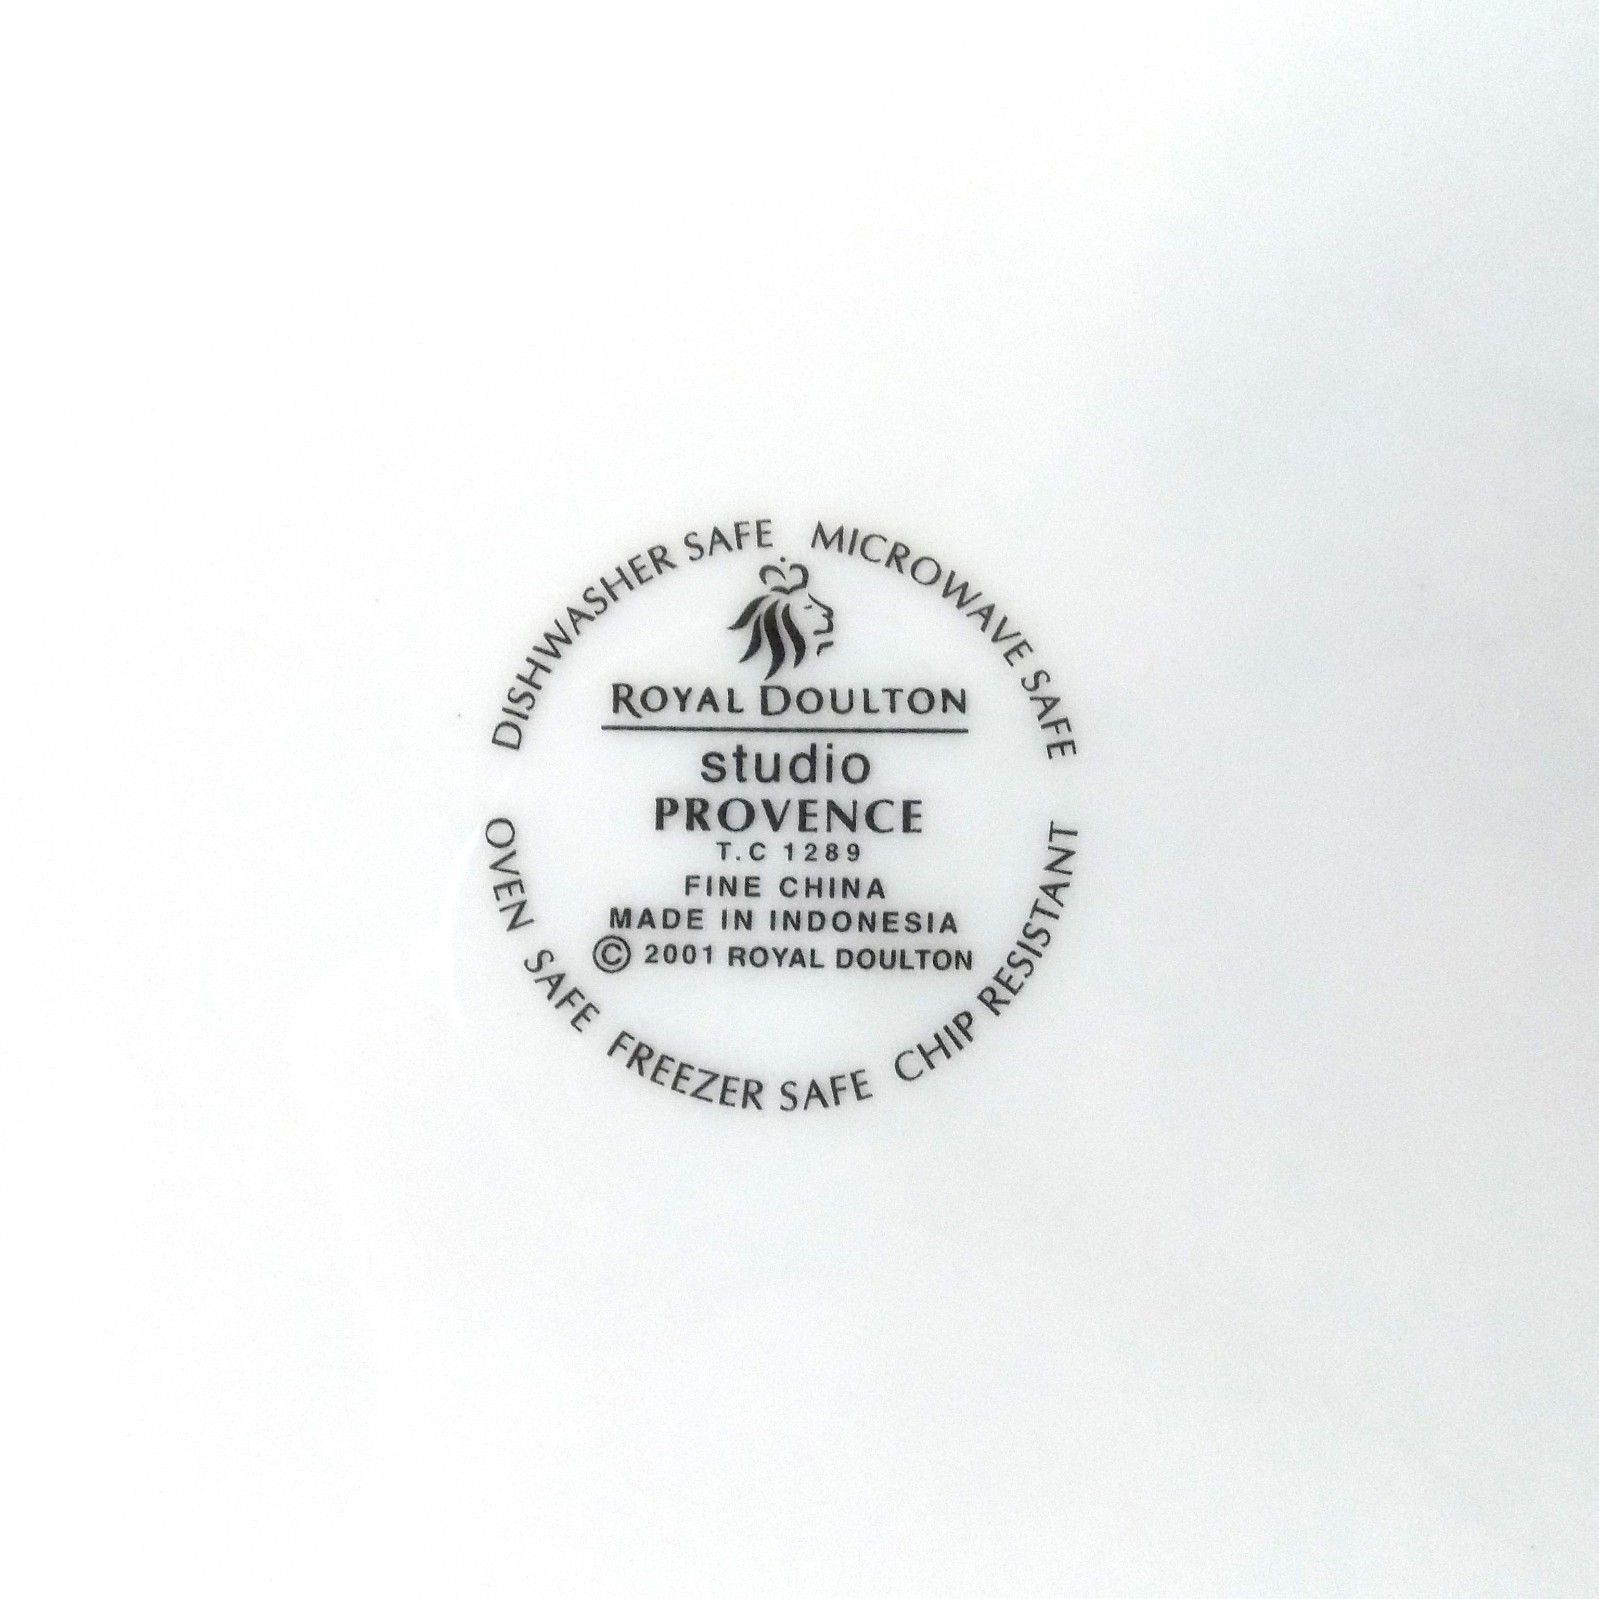 DISHWASHER SAFE MICROWAVE SAFE
ROYAL DOULTON
studio
PROVENCE
T.C 1289
FINE CHINA
MADE IN INDONESIA
© 2001 ROYAL DOULTON
OVEN SAFE FREEZER SAFE CHIP RESISTANT